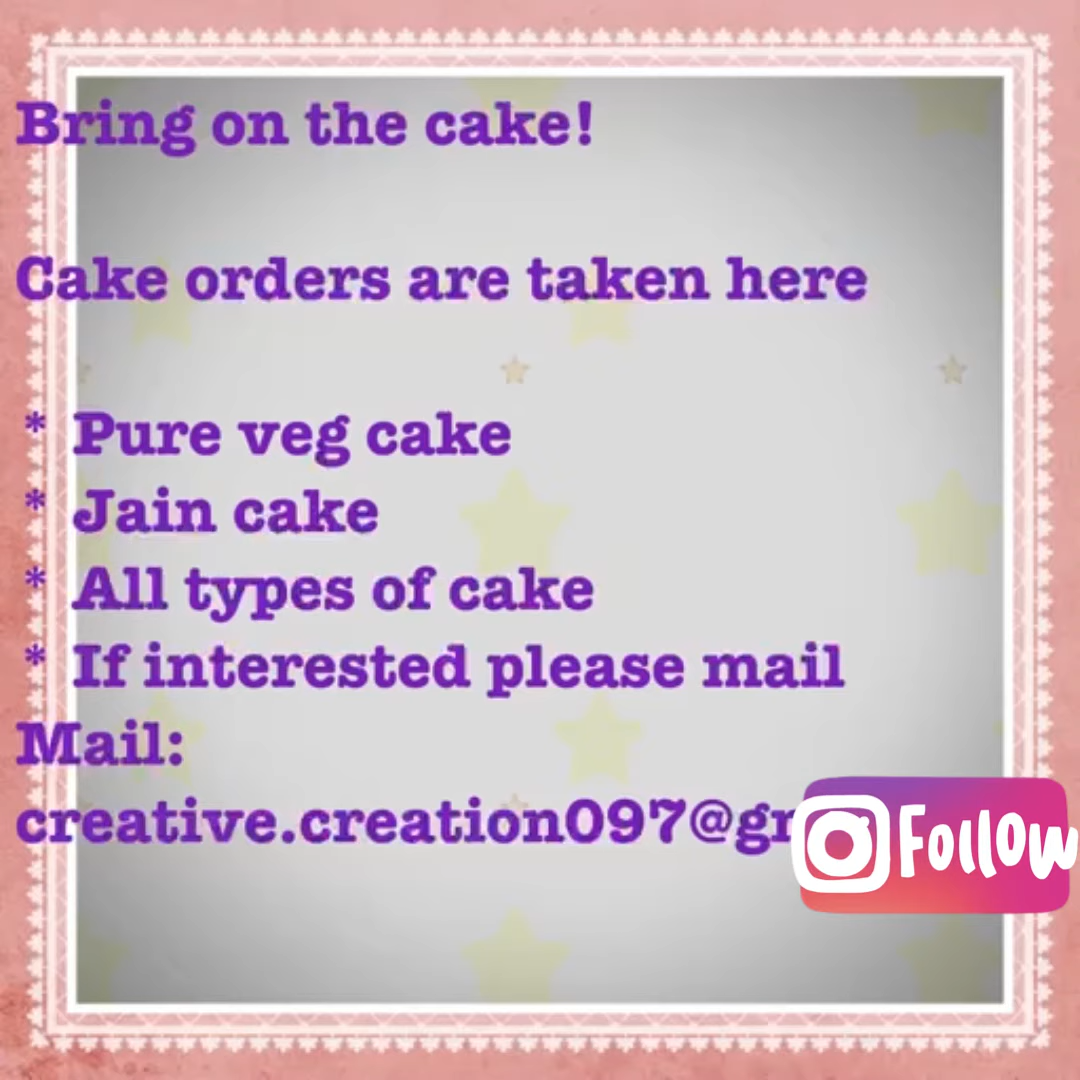 Bring on the cake!
Cake orders are taken here
* Pure veg cake
* Jain cake
* All types of cake
* If interested please mail
Mail:
creative.creation097@g
Follow